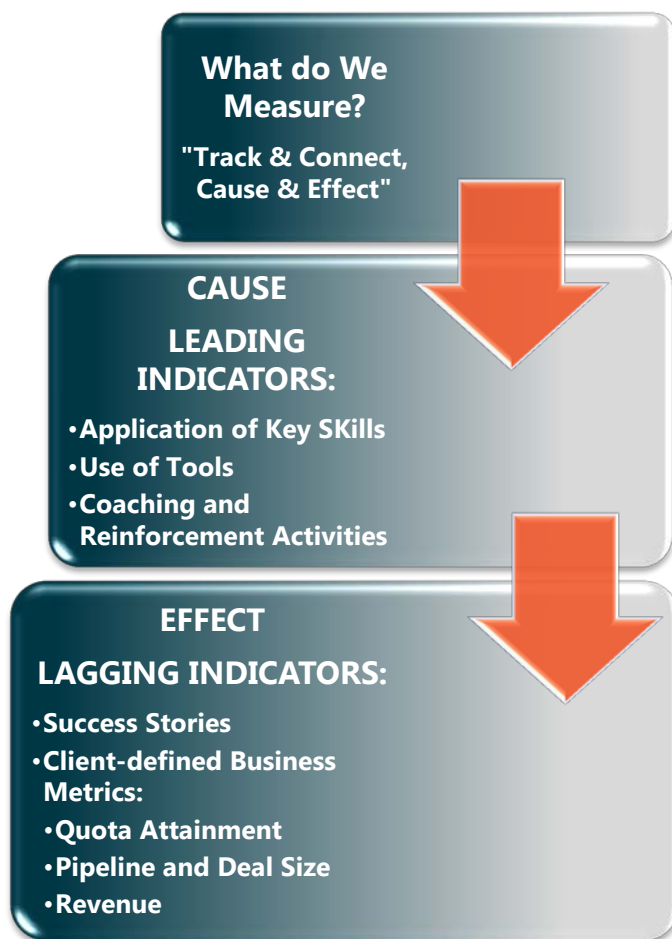 What do We
Measure?
"Track & Connect,
Cause & Effect"
CAUSE
LEADING
INDICATORS:
•Application of Key SKills
•Use of Tools
•Coaching and
Reinforcement Activities
EFFECT
LAGGING INDICATORS:
•Success Stories
•Client-defined Business
Metrics:
•Quota Attainment
•Pipeline and Deal Size
•Revenue